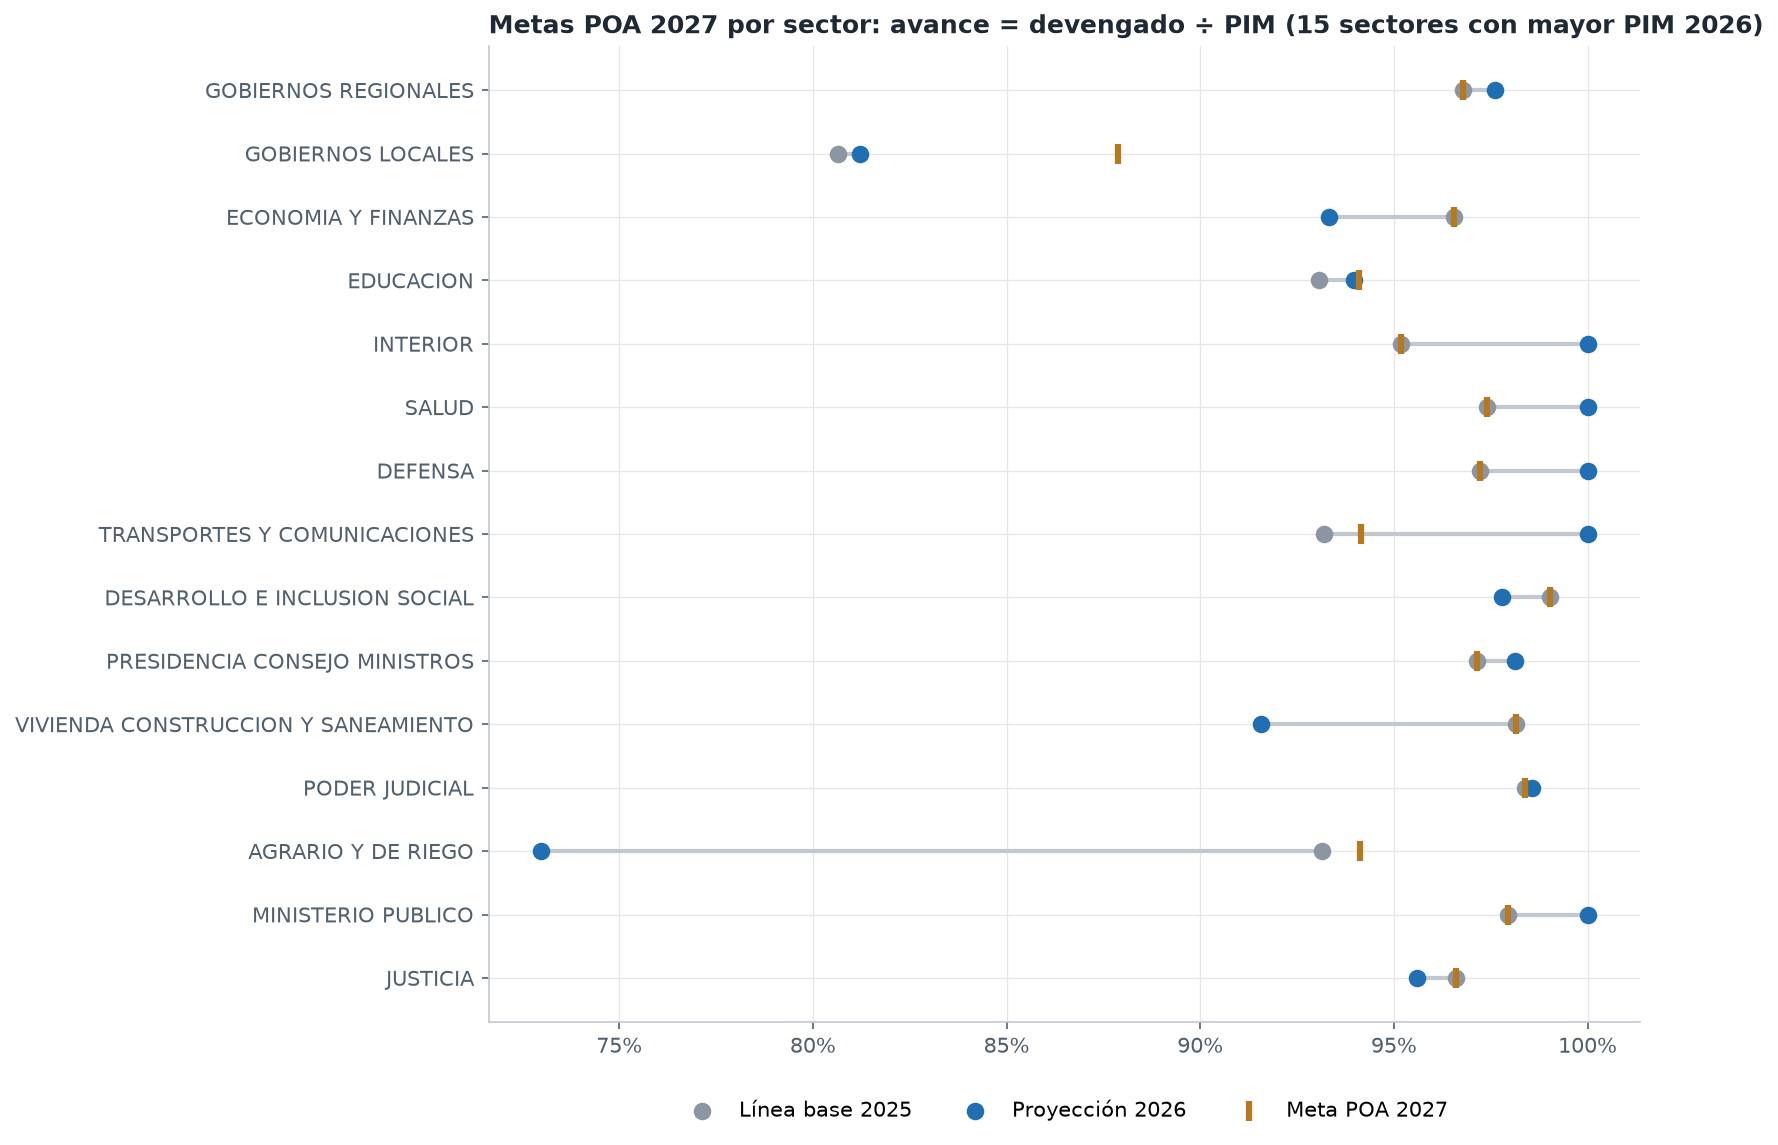 Metas POA 2027 por sector: avance = devengado ÷ PIM (15 sectores con mayor PIM 2026)
GOBIERNOS REGIONALES
GOBIERNOS LOCALES
ECONOMIA Y FINANZAS
EDUCACION
INTERIOR
SALUD
DEFENSA
TRANSPORTES Y COMUNICACIONES
DESARROLLO E INCLUSION SOCIAL
PRESIDENCIA CONSEJO MINISTROS
VIVIENDA CONSTRUCCION Y SANEAMIENTO
PODER JUDICIAL
AGRARIO Y DE RIEGO
MINISTERIO PUBLICO
JUSTICIA
75% 80% 85% 90% 95% 100%
Línea base 2025 Proyección 2026 Meta POA 2027